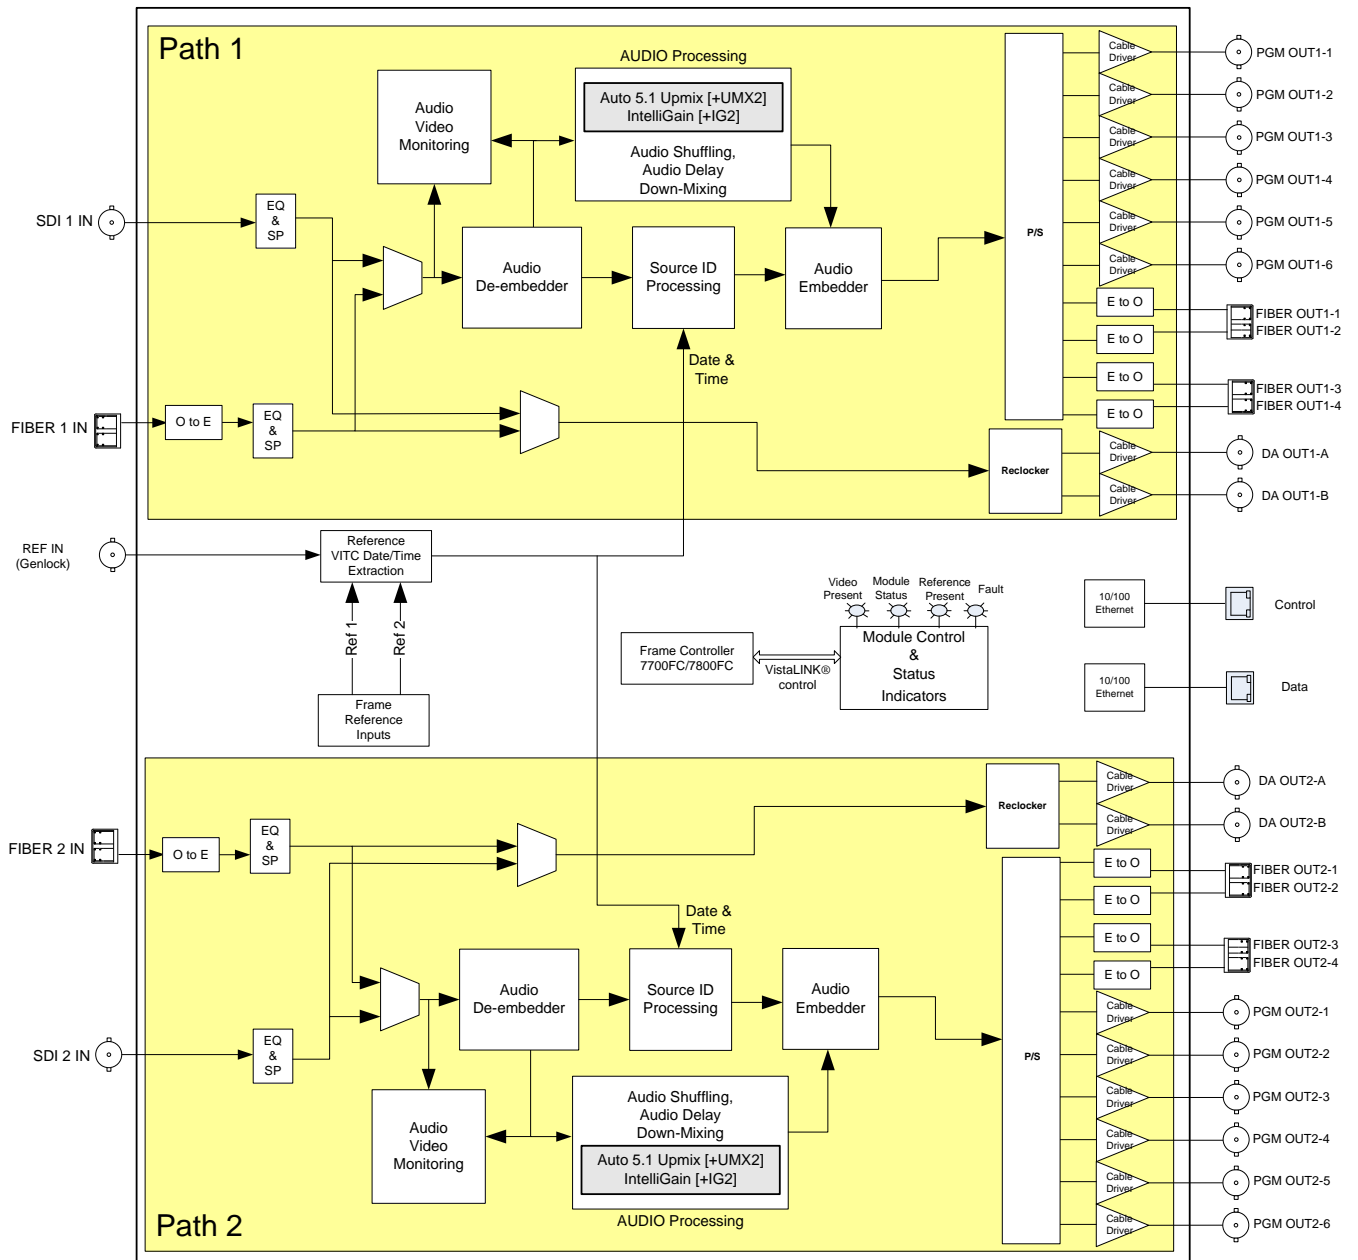 Path 1
AUDIO Processing
Auto 5.1 Upmix [+UMX2]
IntelliGain [+IG2]
Audio Shuffling,
Audio Delay
Down-Mixing
Audio
Video
Monitoring
SDI 1 IN
EQ
&
SP
Audio
De-embedder
Source ID
Processing
Audio
Embedder
P/S
Date &
Time
FIBER 1 IN
O to E
EQ
&
SP
Reclocker
Cable
Driver
Cable
Driver
Cable
Driver
Cable
Driver
Cable
Driver
Cable
Driver
E to O
E to O
E to O
E to O
Cable
Driver
Cable
Driver
PGM OUT1-1
PGM OUT1-2
PGM OUT1-3
PGM OUT1-4
PGM OUT1-5
PGM OUT1-6
FIBER OUT1-1
FIBER OUT1-2
FIBER OUT1-3
FIBER OUT1-4
DA OUT1-A
DA OUT1-B
REF IN
(Genlock)
Reference
VITC Date/Time
Extraction
Ref 1
Ref 2
Frame
Reference
Inputs
Frame Controller
7700FC/7800FC
VistaLINK®
control
Video
Present
Module
Status
Reference
Present
Fault
Module Control
&
Status
Indicators
10/100
Ethernet
Control
10/100
Ethernet
Data
FIBER 2 IN
O to E
EQ
&
SP
Reclocker
Cable
Driver
Cable
Driver
DA OUT2-A
DA OUT2-B
Date &
Time
SDI 2 IN
EQ
&
SP
Audio
De-embedder
Source ID
Processing
Audio
Embedder
P/S
Audio
Video
Monitoring
Audio Shuffling,
Audio Delay
Down-Mixing
Auto 5.1 Upmix [+UMX2]
IntelliGain [+IG2]
AUDIO Processing
E to O
E to O
E to O
E to O
Cable
Driver
Cable
Driver
Cable
Driver
Cable
Driver
Cable
Driver
Cable
Driver
FIBER OUT2-1
FIBER OUT2-2
FIBER OUT2-3
FIBER OUT2-4
PGM OUT2-1
PGM OUT2-2
PGM OUT2-3
PGM OUT2-4
PGM OUT2-5
PGM OUT2-6
Path 2